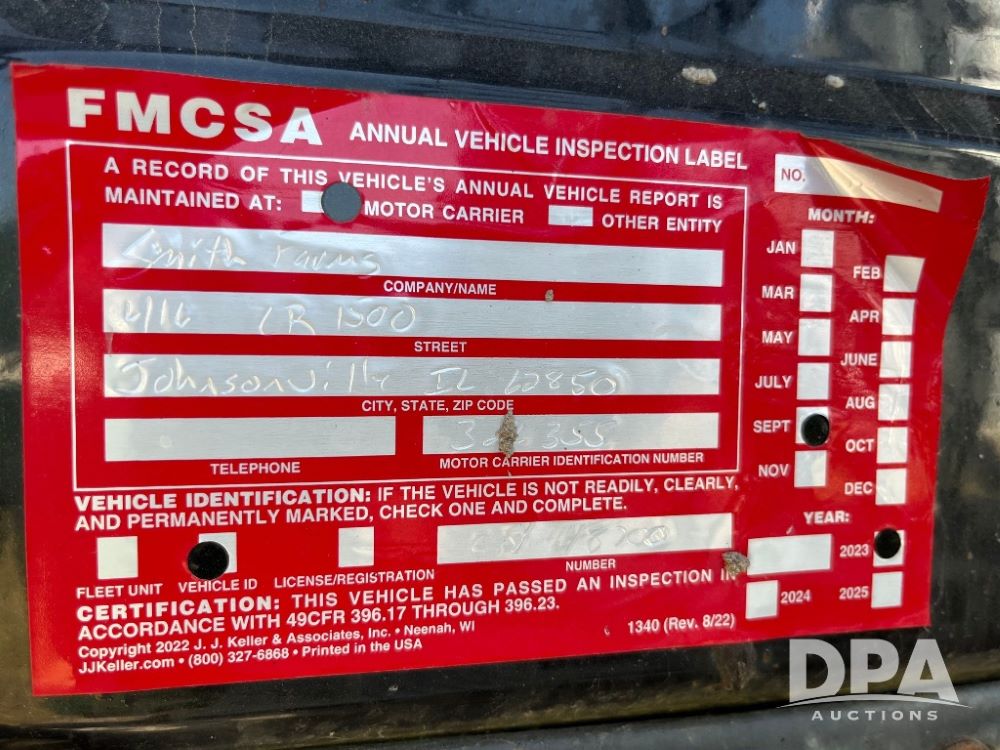 FMCSA ANNUAL VEHICLE INSPECTION LABEL
A RECORD OF THIS VEHICLE'S ANNUAL VEHICLE REPORT IS
MAINTAINED AT: MOTOR CARRIER OTHER ENTITY
Smith
COMPANY/NAME
CR 1500
STREET
Johnsonville IL 62850
CITY, STATE, ZIP CODE
355
TELEPHONE MOTOR CARRIER IDENTIFICATION NUMBER
VEHICLE IDENTIFICATION: IF THE VEHICLE IS NOT READILY, CLEARLY,
AND PERMANENTLY MARKED, CHECK ONE AND COMPLETE.
FLEET UNIT VEHICLE ID LICENSE/REGISTRATION NUMBER
CERTIFICATION: THIS VEHICLE HAS PASSED AN INSPECTION IN
ACCORDANCE WITH 49CFR 396.17 THROUGH 396.23.
Copyright 2022 J. J. Keller & Associates, Inc. • Neenah, WI
JJKeller.com • (800) 327-6868 • Printed in the USA
1340 (Rev. 8/22)
NO.
MONTH:
JAN FEB
MAR APR
MAY JUNE
JULY AUG
SEPT OCT
NOV DEC
YEAR:
2023
2024 2025
DPA
AUCTIONS